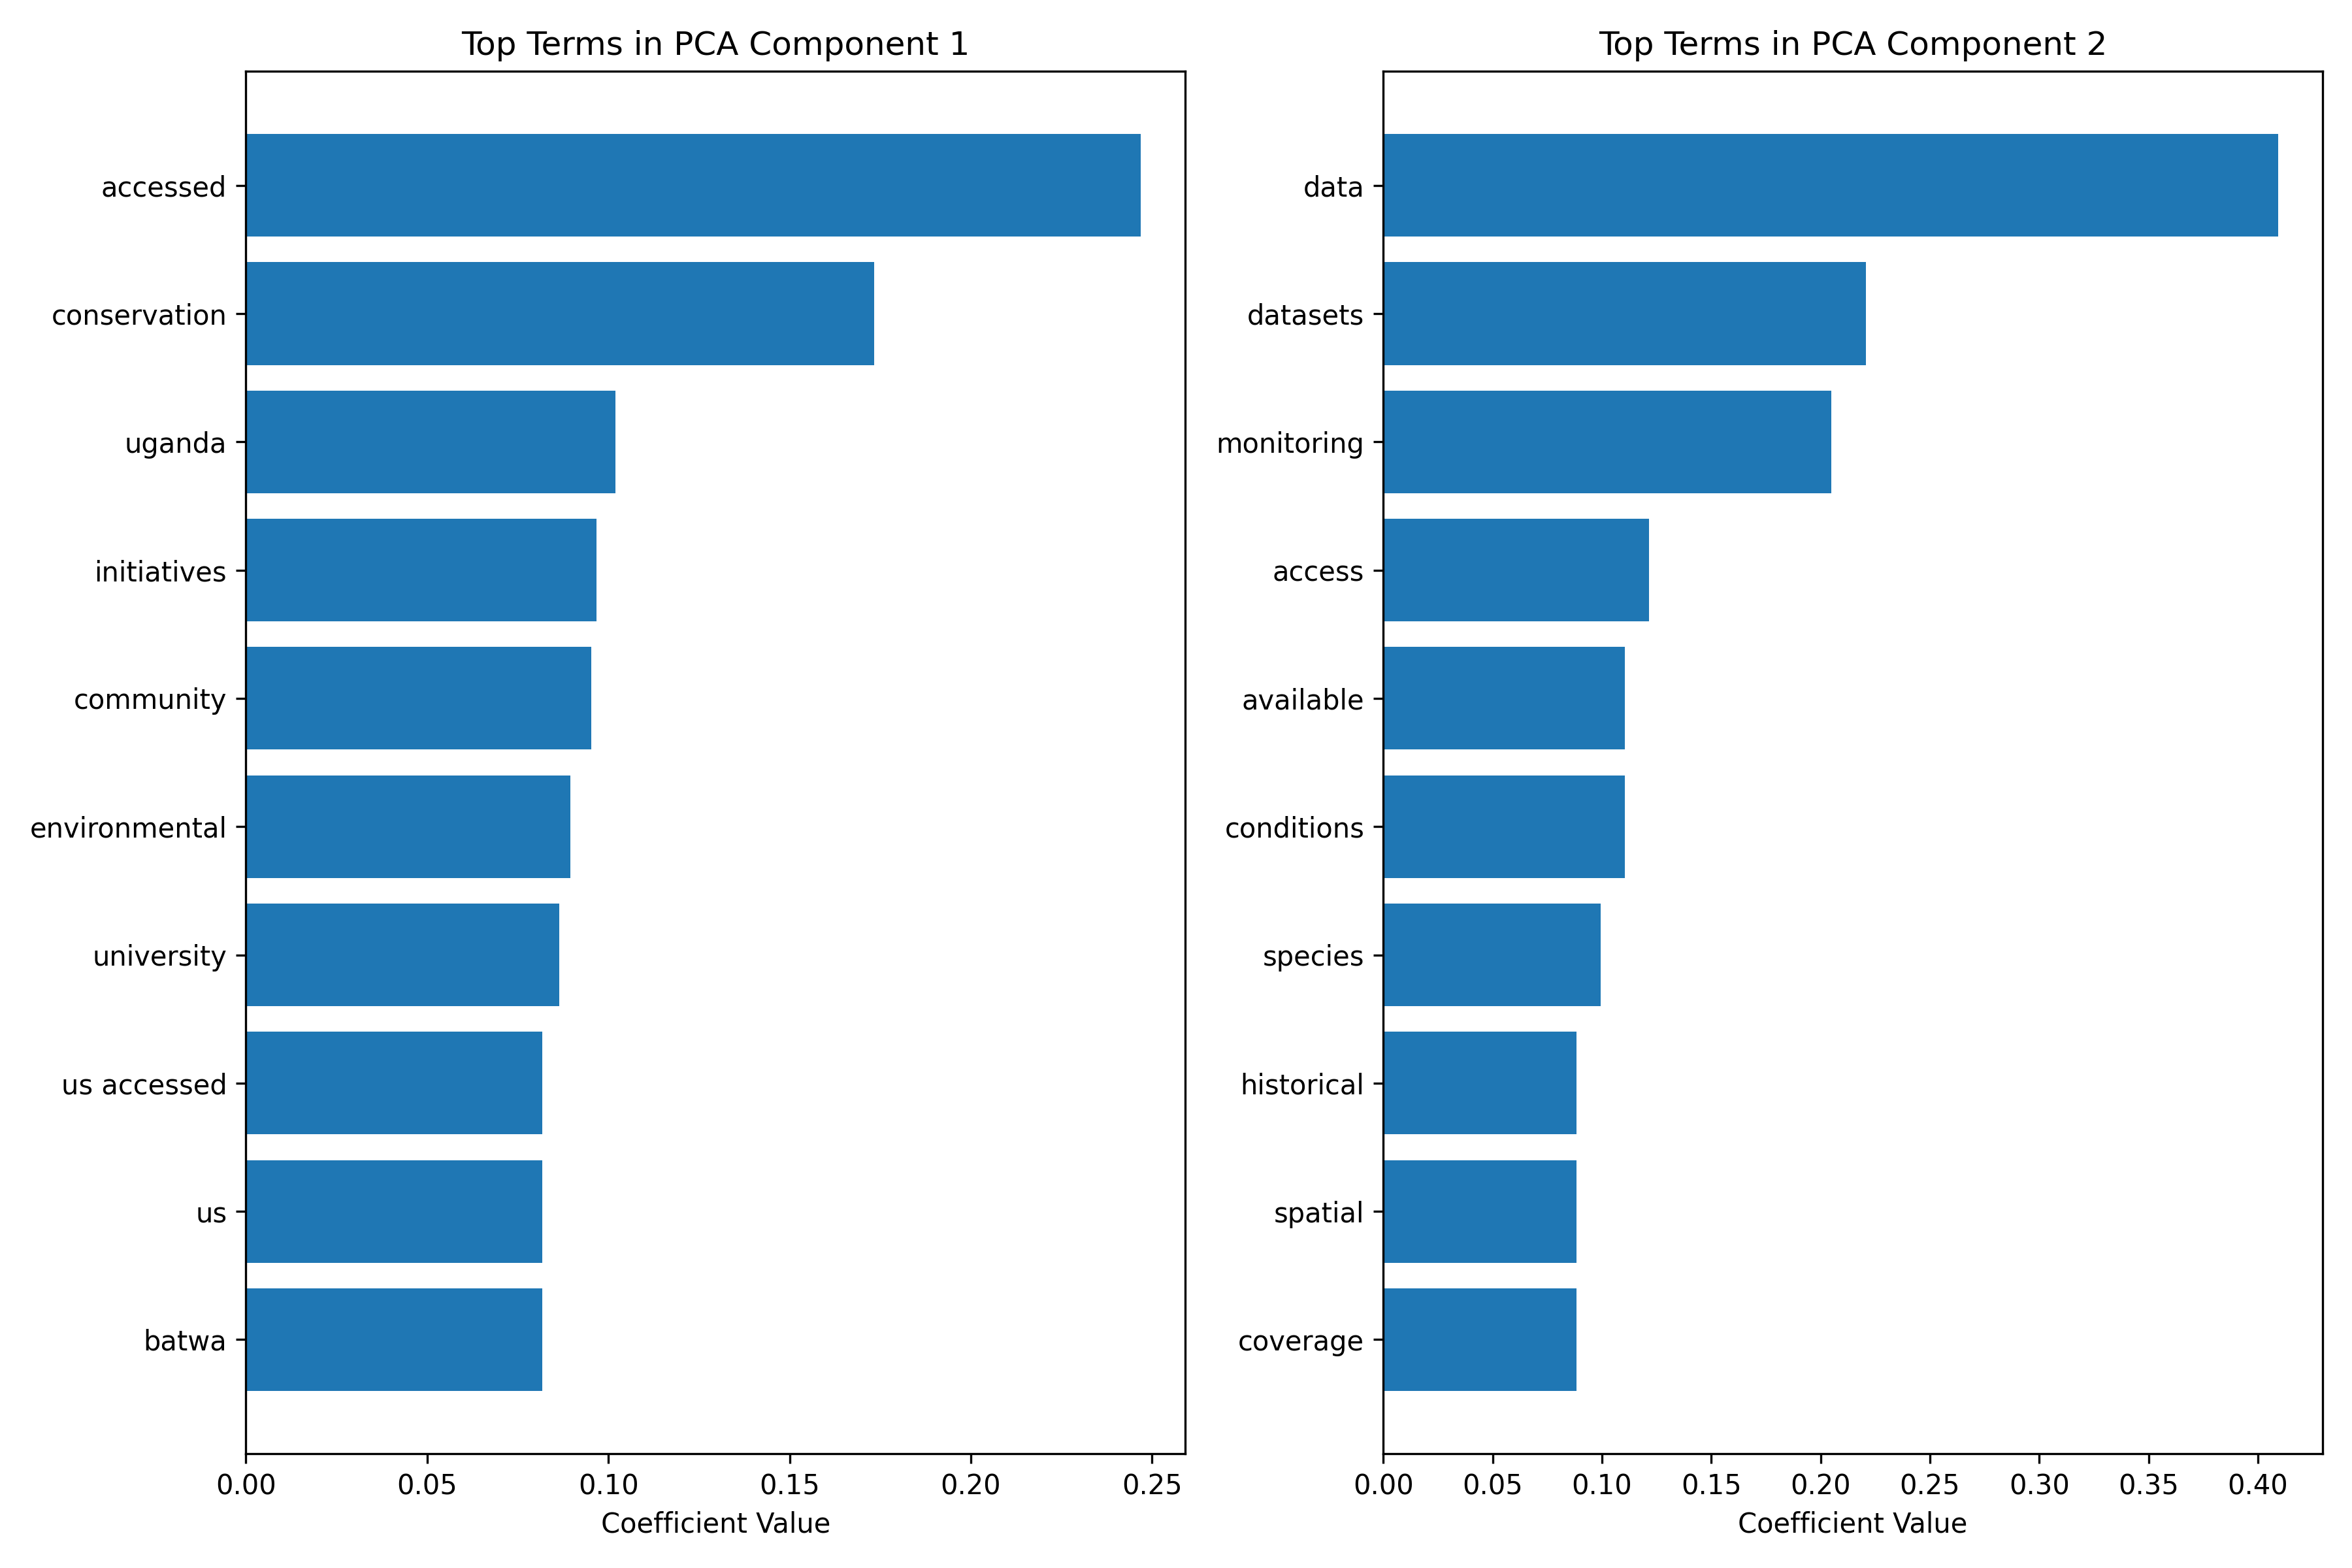 Top Terms in PCA Component 1
accessed
conservation
uganda
initiatives
community
environmental
university
us accessed
us
batwa
0.00 0.05 0.10 0.15 0.20 0.25
Coefficient Value
Top Terms in PCA Component 2
data
datasets
monitoring
access
available
conditions
species
historical
spatial
coverage
0.00 0.05 0.10 0.15 0.20 0.25 0.30 0.35 0.40
Coefficient Value